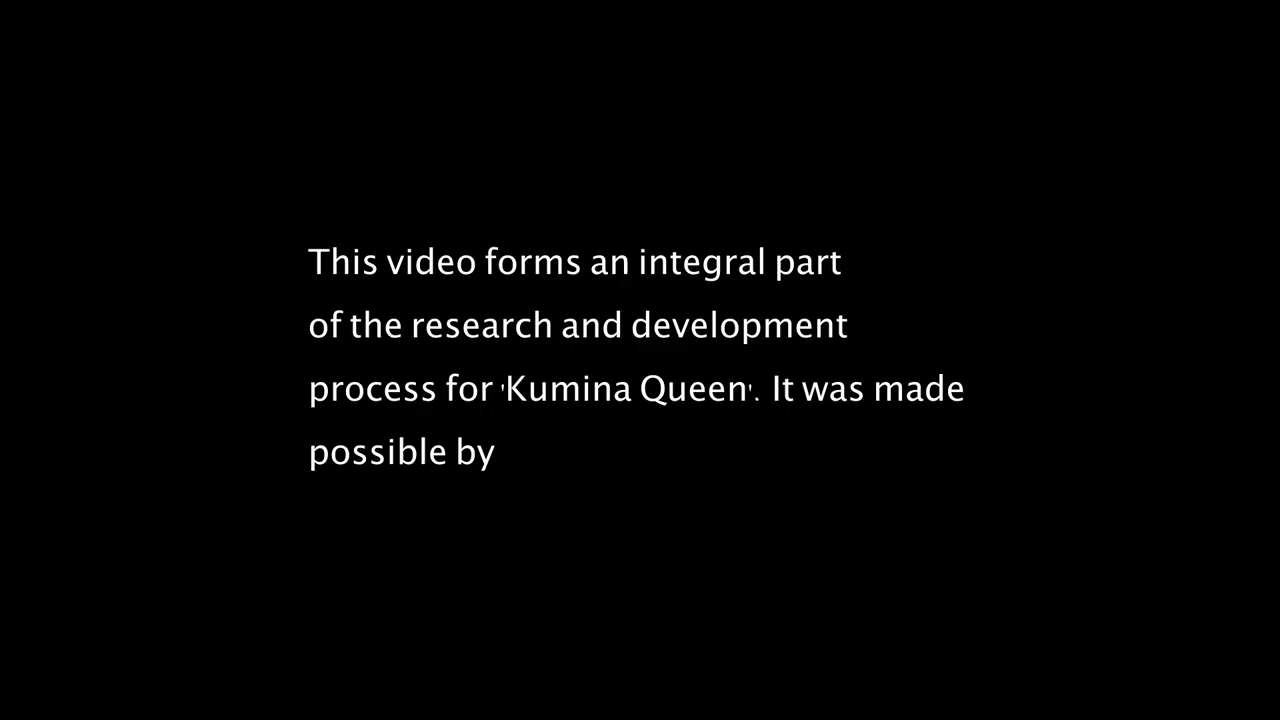 This video forms an integral part
of the research and development
process for 'Kumina Queen'. It was made
possible by